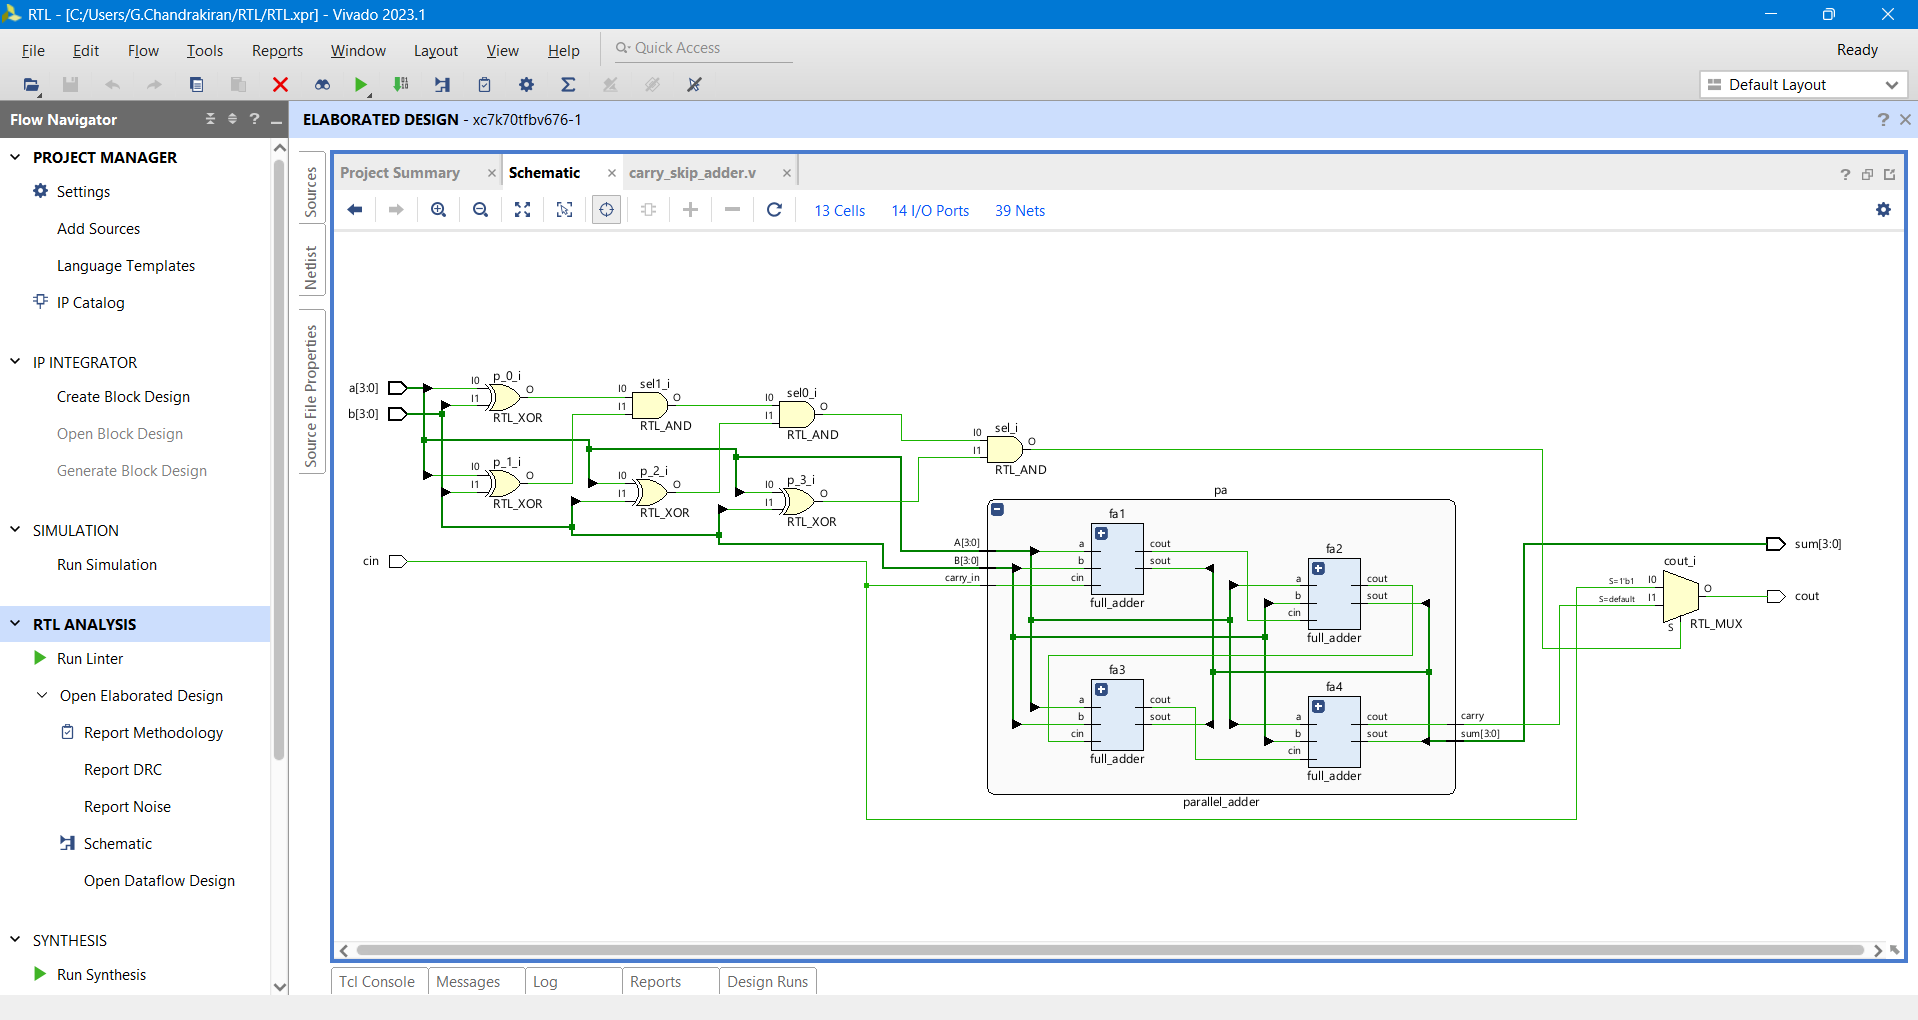 RTL - [C:/Users/G.Chandrakiran/RTL/RTL.xpr] - Vivado 2023.1
File Edit Flow Tools Reports Window Layout View Help Quick Access Ready
Default Layout
Flow Navigator
ELABORATED DESIGN - xc7k70tfbv676-1
PROJECT MANAGER
Settings
Add Sources
Language Templates
IP Catalog
IP INTEGRATOR
Create Block Design
Open Block Design
Generate Block Design
SIMULATION
Run Simulation
RTL ANALYSIS
Run Linter
Open Elaborated Design
Report Methodology
Report DRC
Report Noise
Schematic
Open Dataflow Design
SYNTHESIS
Run Synthesis
Sources
Netlist
Source File Properties
Project Summary Schematic carry_skip_adder.v
13 Cells 14 I/O Ports 39 Nets
a[3:0]
b[3:0]
cin
p_0_i
I0
I1
O
RTL_XOR
sel1_i
I0
I1
O
RTL_AND
sel0_i
I0
I1
O
RTL_AND
sel_i
I0
I1
O
RTL_AND
p_1_i
I0
I1
O
RTL_XOR
p_2_i
I0
I1
O
RTL_XOR
p_3_i
I0
I1
O
RTL_XOR
pa
A[3:0]
B[3:0]
carry_in
fa1
a
b
cin
cout
sout
full_adder
fa2
a
b
cin
cout
sout
full_adder
fa3
a
b
cin
cout
sout
full_adder
fa4
a
b
cin
cout
sout
full_adder
carry
sum[3:0]
parallel_adder
cout_i
S=1'b1 I0
S=default I1
S
O
RTL_MUX
sum[3:0]
cout
Tcl Console Messages Log Reports Design Runs